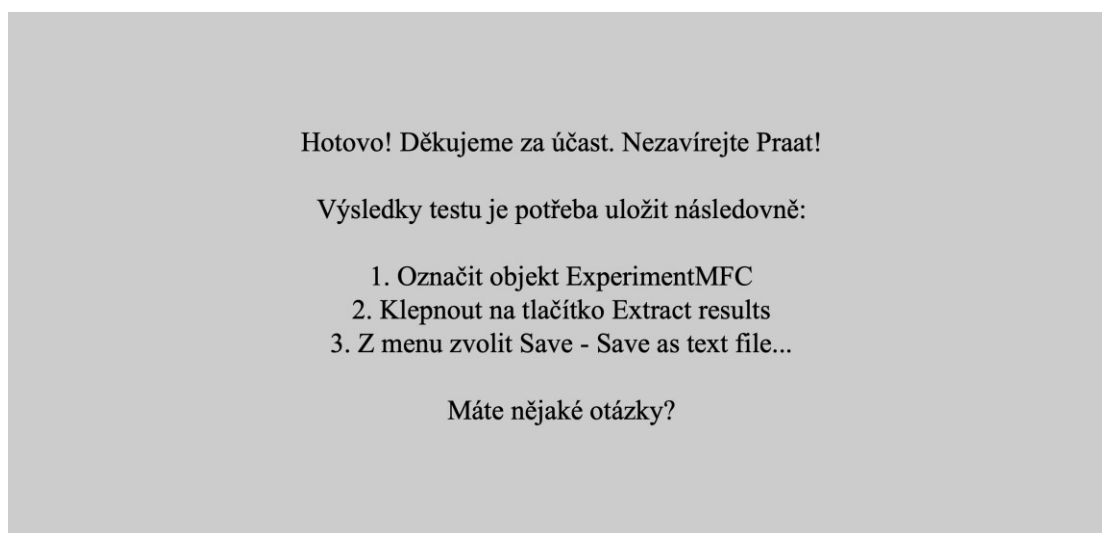 Hotovo! Děkujeme za účast. Nezavírejte Praat!
Výsledky testu je potřeba uložit následovně:
1. Označit objekt ExperimentMFC
2. Klepnout na tlačítko Extract results
3. Z menu zvolit Save - Save as text file...
Máte nějaké otázky?